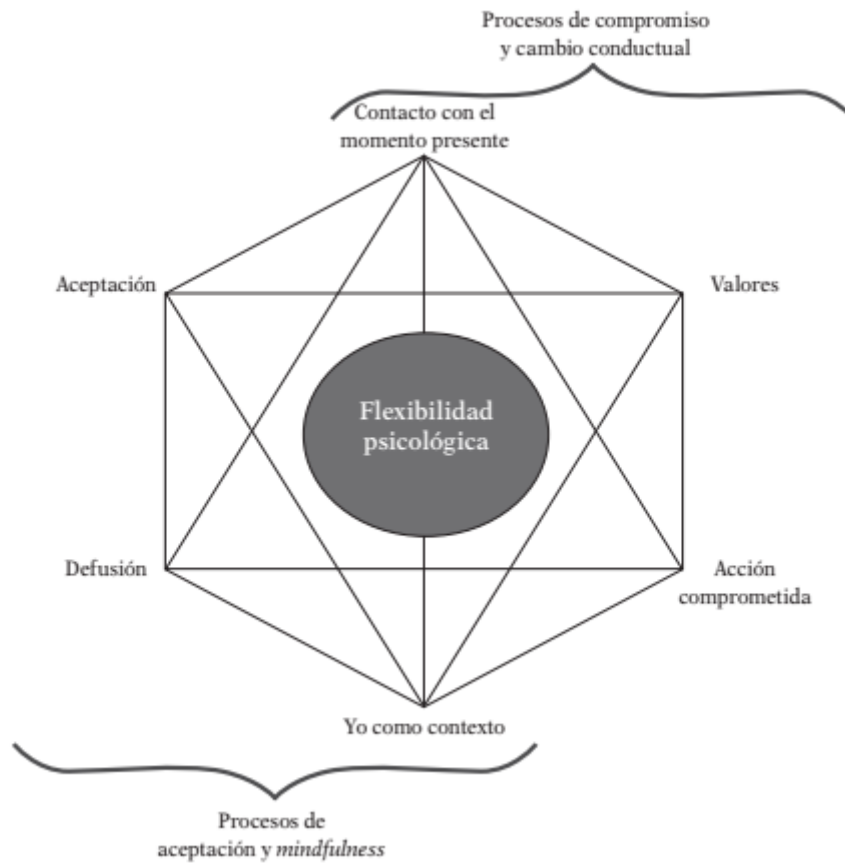 Procesos de compromiso
y cambio conductual
Contacto con el
momento presente
Aceptación
Valores
Flexibilidad
psicológica
Defusión
Acción
comprometida
Yo como contexto
Procesos de
aceptación y mindfulness